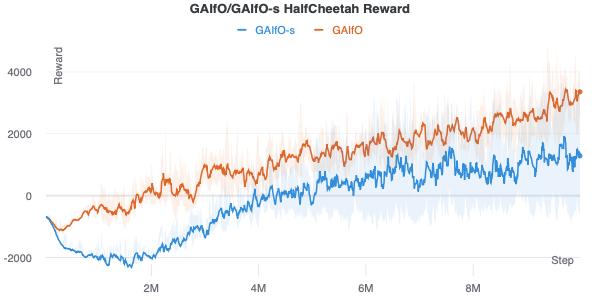 GAIfO/GAIfO-s HalfCheetah Reward
GAIfO-s GAIfO
Reward
4000
2000
0
-2000
Step
2M 4M 6M 8M